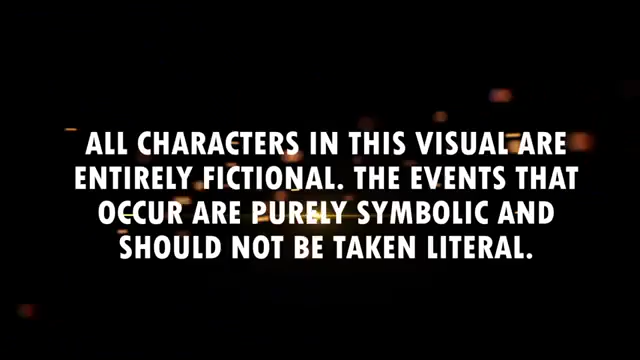 ALL CHARACTERS IN THIS VISUAL ARE
ENTIRELY FICTIONAL. THE EVENTS THAT
OCCUR ARE PURELY SYMBOLIC AND
SHOULD NOT BE TAKEN LITERAL.